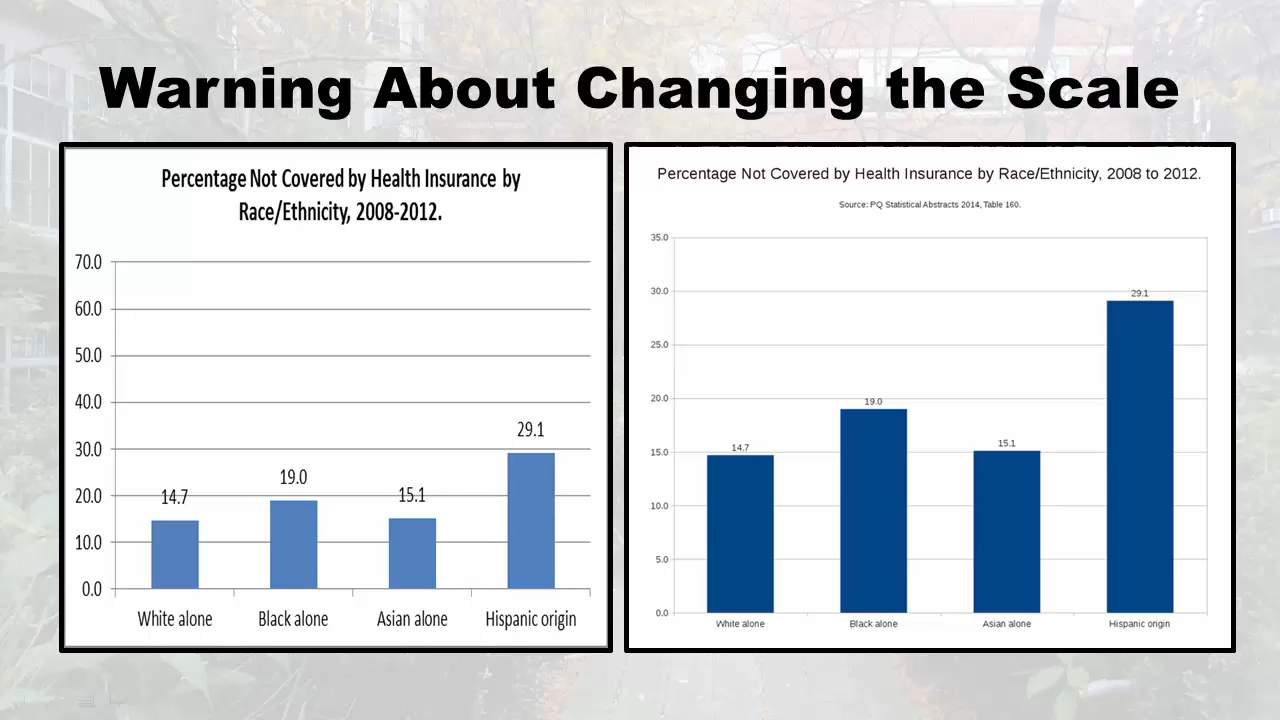 Warning About Changing the Scale
Percentage Not Covered by Health Insurance by
Race/Ethnicity, 2008-2012.
70.0
60.0
50.0
40.0
30.0
20.0
10.0
0.0
14.7
19.0
15.1
29.1
White alone
Black alone
Asian alone
Hispanic origin
Percentage Not Covered by Health Insurance by Race/Ethnicity, 2008 to 2012.
Source: PQ Statistical Abstracts 2014, Table 160.
35.0
30.0
25.0
20.0
15.0
10.0
5.0
0.0
14.7
19.0
15.1
29.1
White alone
Black alone
Asian alone
Hispanic origin